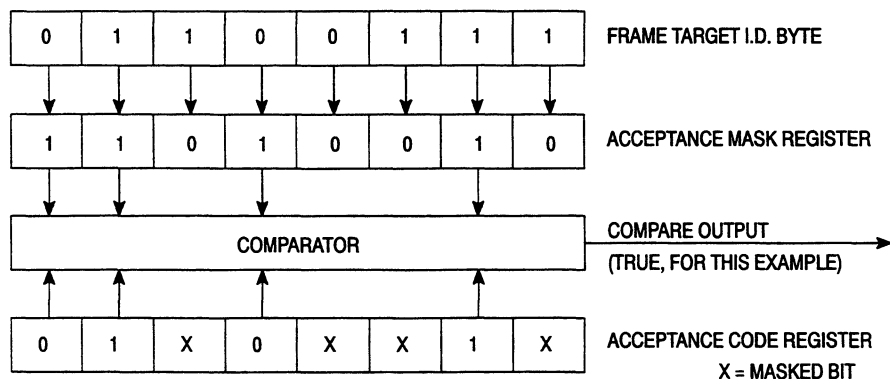 0 1 1 0 0 1 1 1 FRAME TARGET I.D. BYTE
1 1 0 1 0 0 1 0 ACCEPTANCE MASK REGISTER
COMPARATOR COMPARE OUTPUT
(TRUE, FOR THIS EXAMPLE)
0 1 X 0 X X 1 X ACCEPTANCE CODE REGISTER
X = MASKED BIT